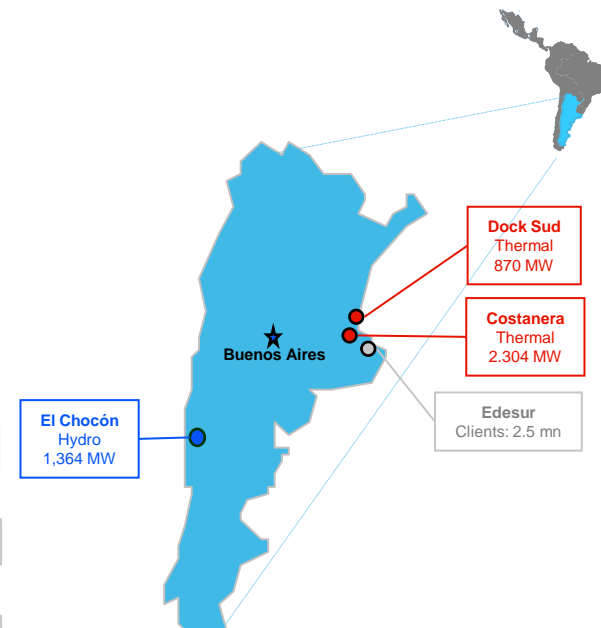 Dock Sud
Thermal
870 MW
Costanera
Thermal
2.304 MW
Buenos Aires
Edesur
Clients: 2.5 mn
El Chocón
Hydro
1,364 MW